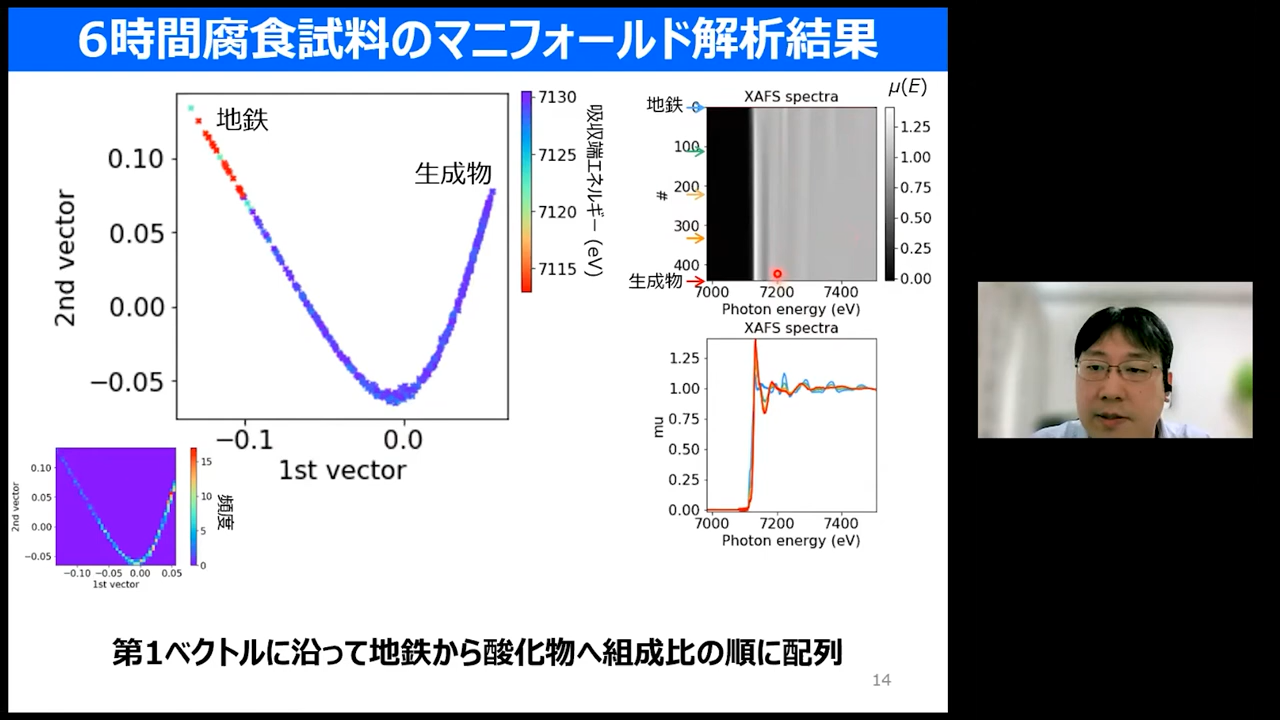 6時間腐食試料のマニフォールド解析結果
地鉄
生成物
0.10
0.05
0.00
−0.05
2nd vector
−0.1
0.0
1st vector
7130
7125
7120
7115
吸収端エネルギー (eV)
μ(E)
XAFS spectra
地鉄
生成物
0
100
200
300
400
#
7000
7200
7400
Photon energy (eV)
1.25
1.00
0.75
0.50
0.25
0.00
XAFS spectra
1.25
1.00
0.75
0.50
0.25
0.00
mu
7000
7200
7400
Photon energy (eV)
0.10
0.05
0.00
−0.05
2nd vector
−0.10
−0.05
0.00
0.05
1st vector
15
10
5
0
頻度
第1ベクトルに沿って地鉄から酸化物へ組成比の順に配列
14